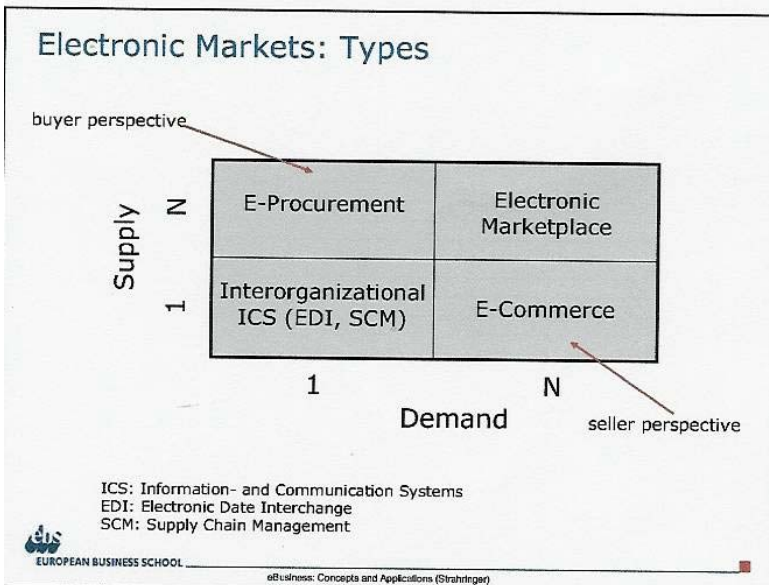 Electronic Markets: Types
buyer perspective
Supply
N
1
E-Procurement
Electronic
Marketplace
Interorganizational
ICS (EDI, SCM)
E-Commerce
1
N
Demand
seller perspective
ICS: Information- and Communication Systems
EDI: Electronic Date Interchange
SCM: Supply Chain Management
ebs
EUROPEAN BUSINESS SCHOOL
eBusiness: Concepts and Applications (Strahringer)